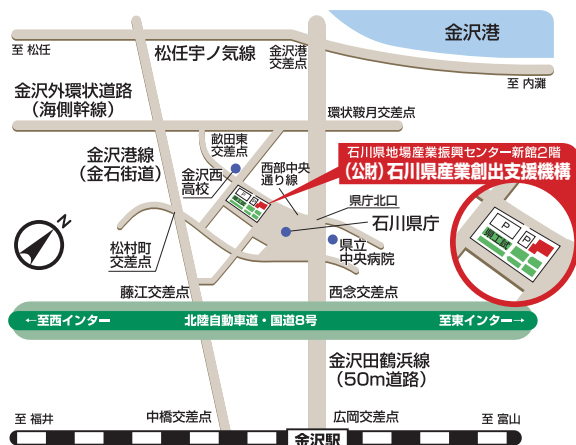 金沢港
至 松任
松任宇ノ気線
金沢港
交差点
至 内灘
金沢外環状道路
（海側幹線）
環状鞍月交差点
畝田東
交差点
金沢港線
（金石街道）
金沢西
高校
西部中央
通り線
石川県地場産業振興センター新館2階
（公財）石川県産業創出支援機構
県庁北口
石川県庁
P
P
県工試
P
P
N
松村町
交差点
県立
中央病院
藤江交差点
西念交差点
←至西インター
北陸自動車道・国道8号
至東インター→
金沢田鶴浜線
（50m道路）
至 福井
中橋交差点
広岡交差点
至 富山
金沢駅